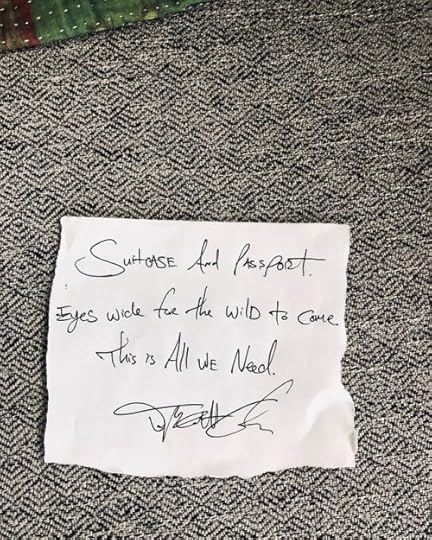 Suitcase And Passport.
Eyes wide for the wild to come
This is All we Need.